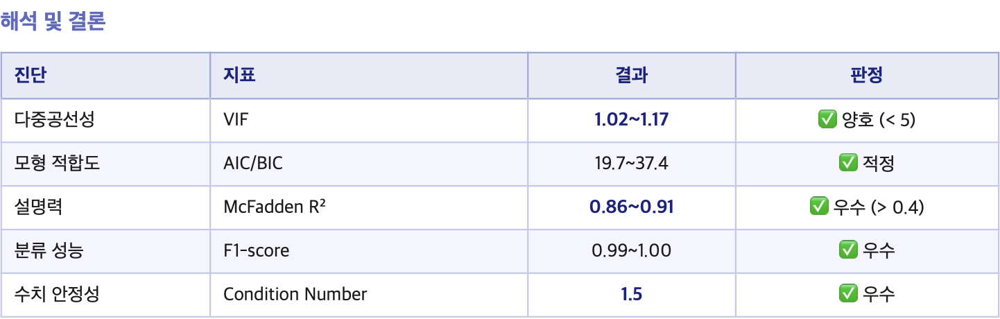 해석 및 결론
진단 지표 결과 판정
다중공선성 VIF 1.02~1.17 ✅ 양호 (< 5)
모형 적합도 AIC/BIC 19.7~37.4 ✅ 적정
설명력 McFadden R² 0.86~0.91 ✅ 우수 (> 0.4)
분류 성능 F1-score 0.99~1.00 ✅ 우수
수치 안정성 Condition Number 1.5 ✅ 우수